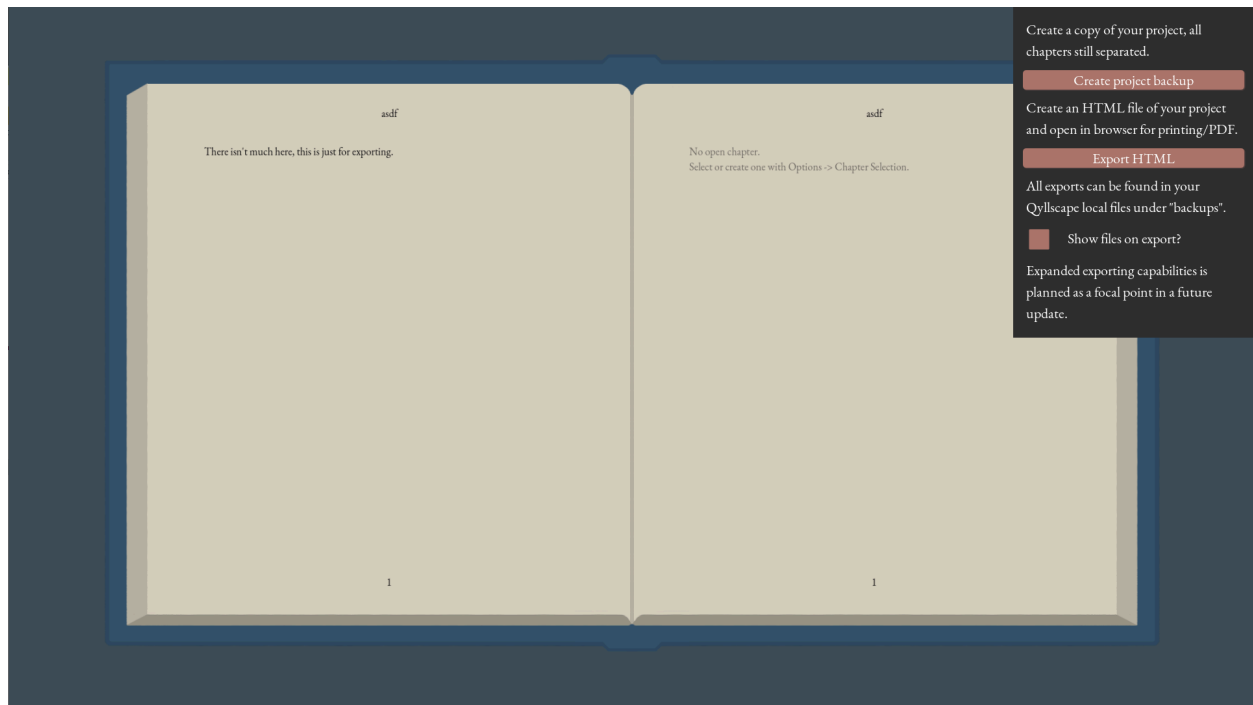 asdf
There isn't much here, this is just for exporting.
1
asdf
No open chapter.
Select or create one with Options -> Chapter Selection.
1
Create a copy of your project, all
chapters still separated.
Create project backup
Create an HTML file of your project
and open in browser for printing/PDF.
Export HTML
All exports can be found in your
Qyllscape local files under "backups".
Show files on export?
Expanded exporting capabilities is
planned as a focal point in a future
update.